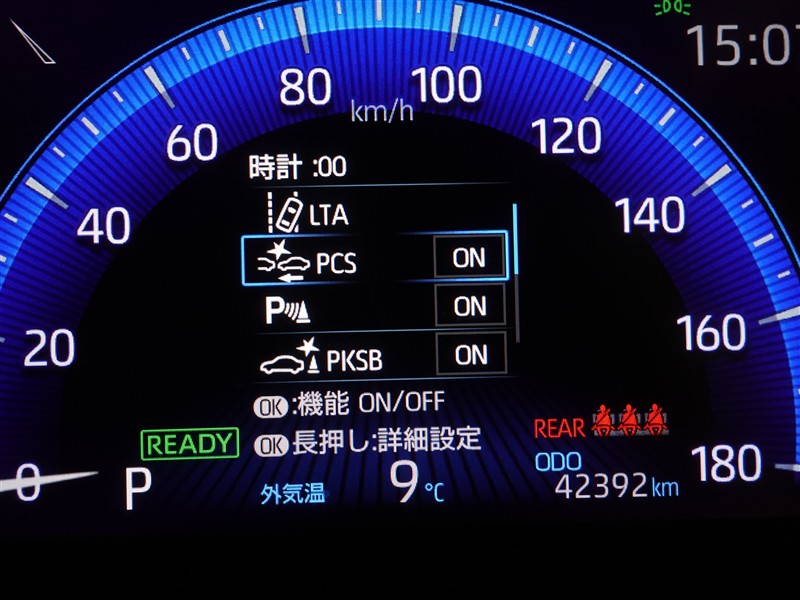 15:07
80
100
km/h
60
120
時計 :00
40
LTA
140
PCS ON
P ON
20
160
PKSB ON
OK:機能 ON/OFF
REAR
READY
OK長押し:詳細設定
ODO
180
0
P
外気温 9℃
42392km